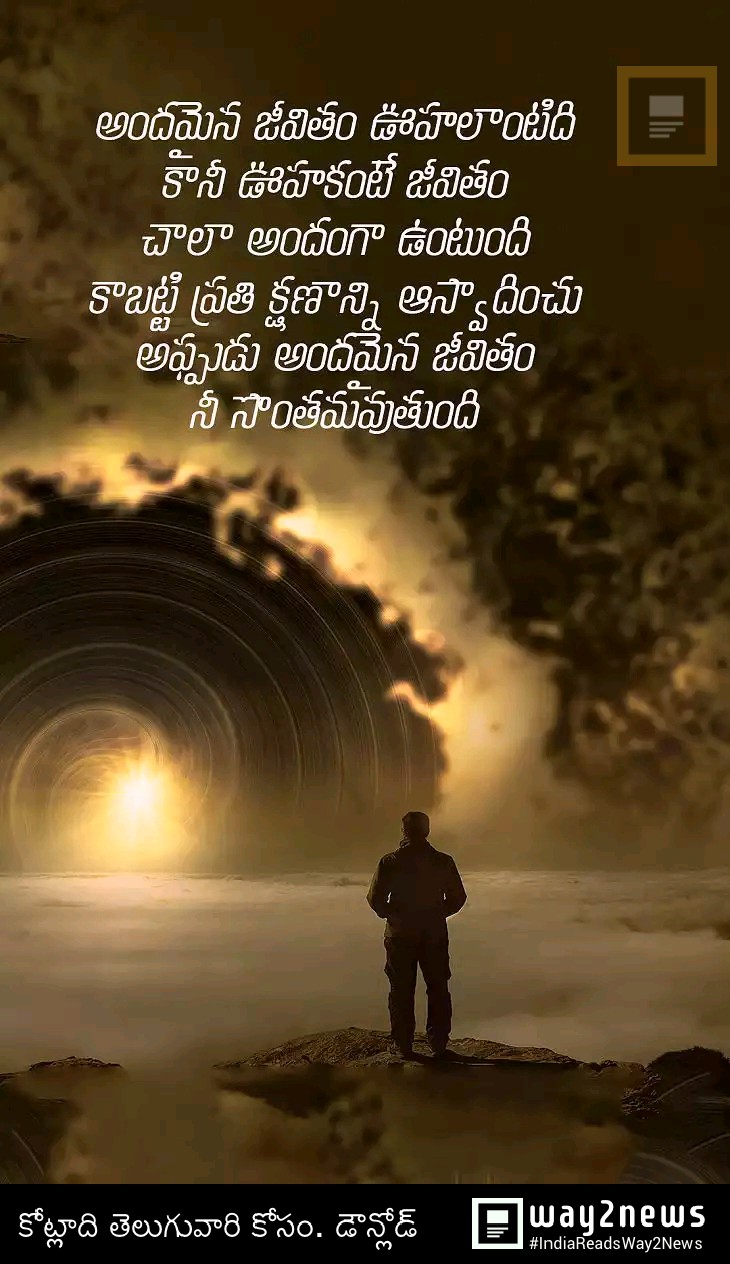 అందమైన జీవితం ఊహలాంటిది
కానీ ఊహకంటే జీవితం
చాలా అందంగా ఉంటుంది
కాబట్టి ప్రతి క్షణాన్ని ఆస్వాదించు
అప్పుడు అందమైన జీవితం
నీ సొంతమవుతుంది
కోట్లాది తెలుగువారి కోసం. డౌన్లోడ్
way2news
#IndiaReadsWay2News